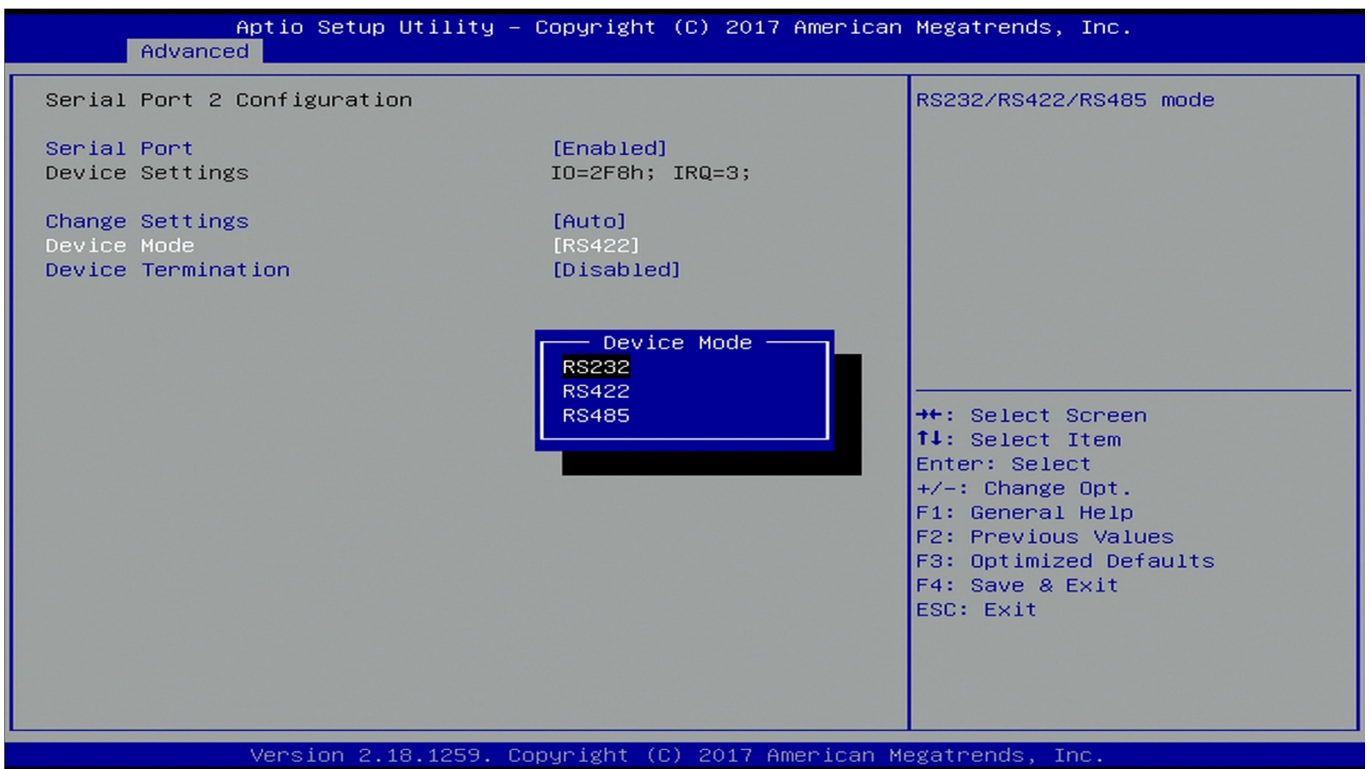 Aptio Setup Utility – Copyright (C) 2017 American Megatrends, Inc.
Advanced
Serial Port 2 Configuration
Serial Port [Enabled]
Device Settings IO=2F8h; IRQ=3;
Change Settings [Auto]
Device Mode [RS422]
Device Termination [Disabled]
Device Mode
RS232
RS422
RS485
RS232/RS422/RS485 mode
→←: Select Screen
↑↓: Select Item
Enter: Select
+/-: Change Opt.
F1: General Help
F2: Previous Values
F3: Optimized Defaults
F4: Save & Exit
ESC: Exit
Version 2.18.1259. Copyright (C) 2017 American Megatrends, Inc.